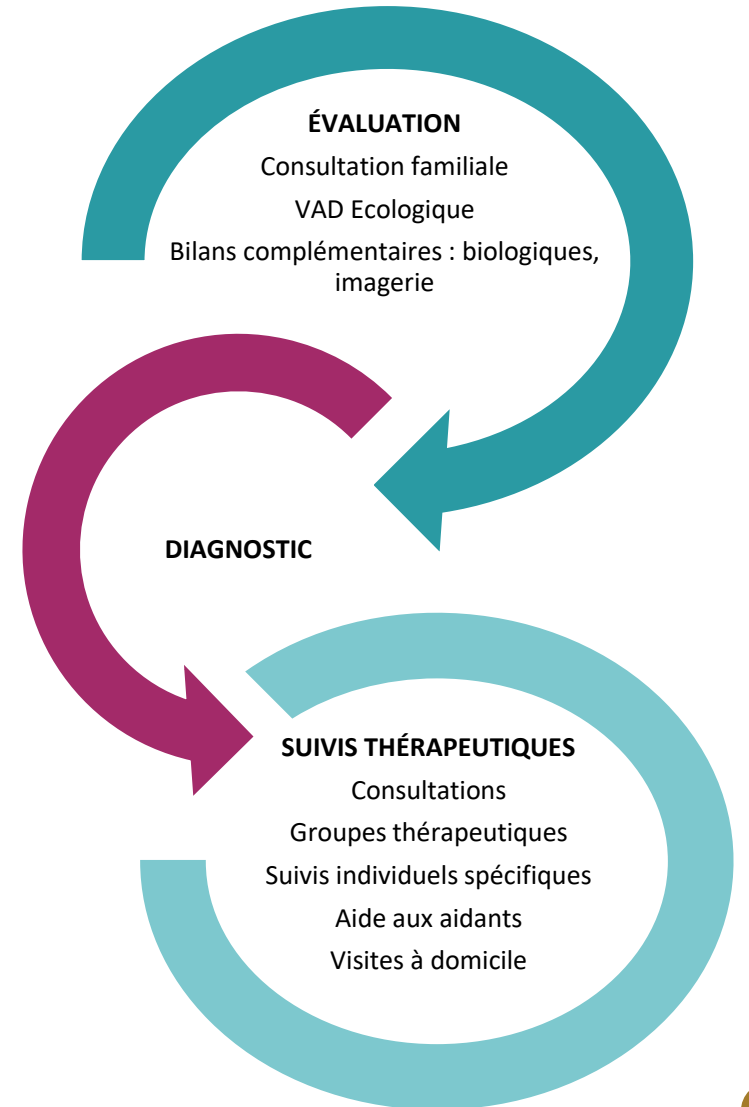 ÉVALUATION
Consultation familiale
VAD Ecologique
Bilans complémentaires : biologiques,
imagerie
DIAGNOSTIC
SUIVIS THÉRAPEUTIQUES
Consultations
Groupes thérapeutiques
Suivis individuels spécifiques
Aide aux aidants
Visites à domicile